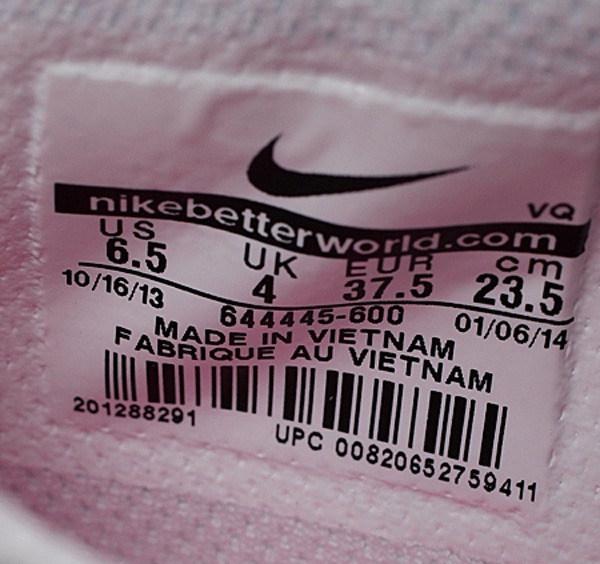 nikebetterworld.com VQ
US UK EUR cm
6.5 4 37.5 23.5
10/16/13 644445-600 01/06/14
MADE IN VIETNAM
FABRIQUE AU VIETNAM
201288291 UPC 00820652759411